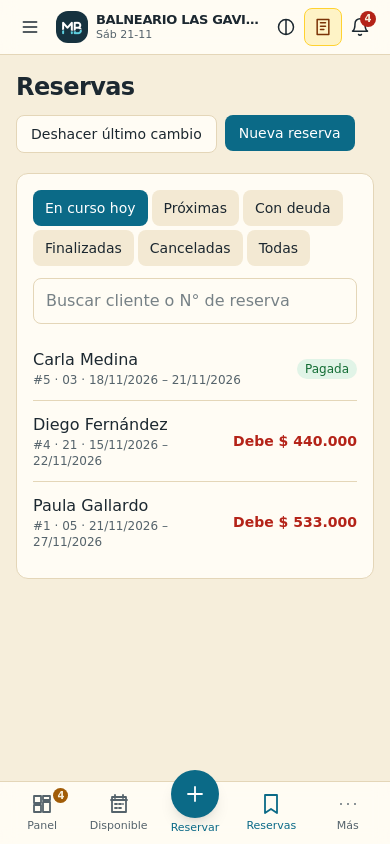 MB
BALNEARIO LAS GAVI...
Sáb 21-11
4
Reservas
Deshacer último cambio
Nueva reserva
En curso hoy
Próximas
Con deuda
Finalizadas
Canceladas
Todas
Buscar cliente o N° de reserva
Carla Medina
#5 · 03 · 18/11/2026 – 21/11/2026
Pagada
Diego Fernández
#4 · 21 · 15/11/2026 –
22/11/2026
Debe $ 440.000
Paula Gallardo
#1 · 05 · 21/11/2026 –
27/11/2026
Debe $ 533.000
4
Panel
Disponible
Reservar
Reservas
Más